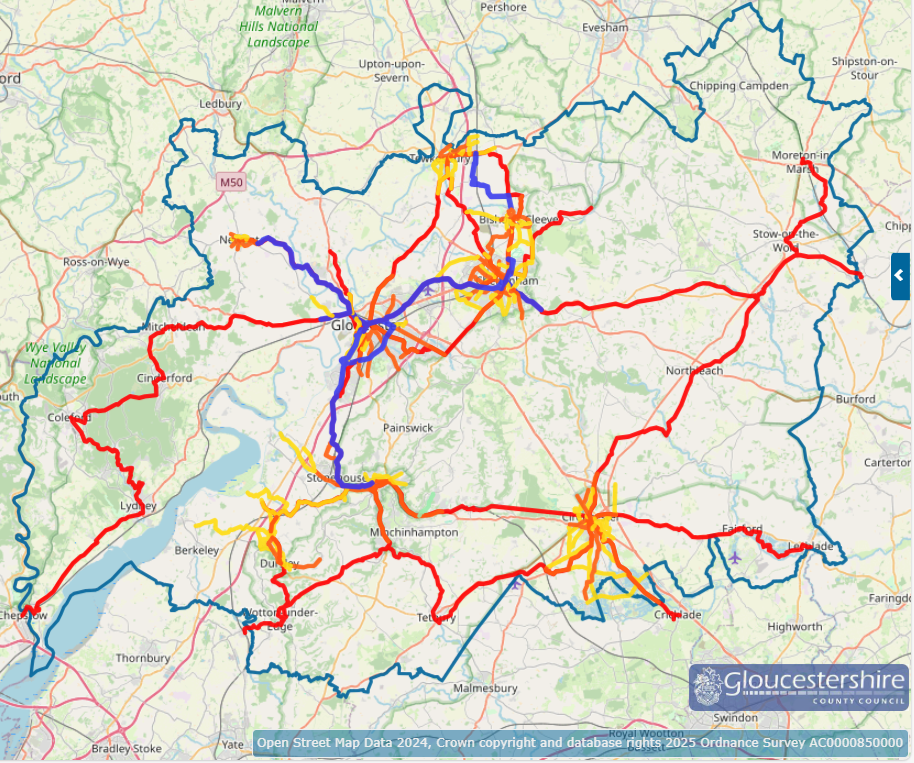 Malvern
Hills National
Landscape
Pershore
Evesham
Upton-upon-
Severn
Shipston-on-
Stour
Chipping Campden
Ledbury
M50
Moreton-in-
Marsh
Stow-on-the-
Ross-on-Wye
Wye Valley
National
Landscape
Mitcheldean
Cinderford
Coleford
Northleach
Burford
Painswick
Carterton
Lydney
Minchinhampton
Berkeley
Fairford
Lechlade
Dursley
Chepstow
Wotton-under-
Edge
Tetbury
Cricklade
Highworth
Faringdo
Thornbury
Malmesbury
Gloucestershire
COUNTY COUNCIL
Swindon
Bradley Stoke
Yate
Royal Wootton
Bassett
Open Street Map Data 2024, Crown copyright and database rights 2025 Ordnance Survey AC0000850000